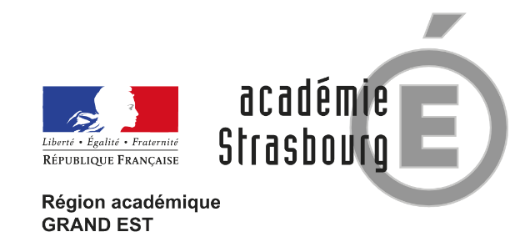 académie
Strasbourg
É
Liberté • Égalité • Fraternité
RÉPUBLIQUE FRANÇAISE
Région académique
GRAND EST